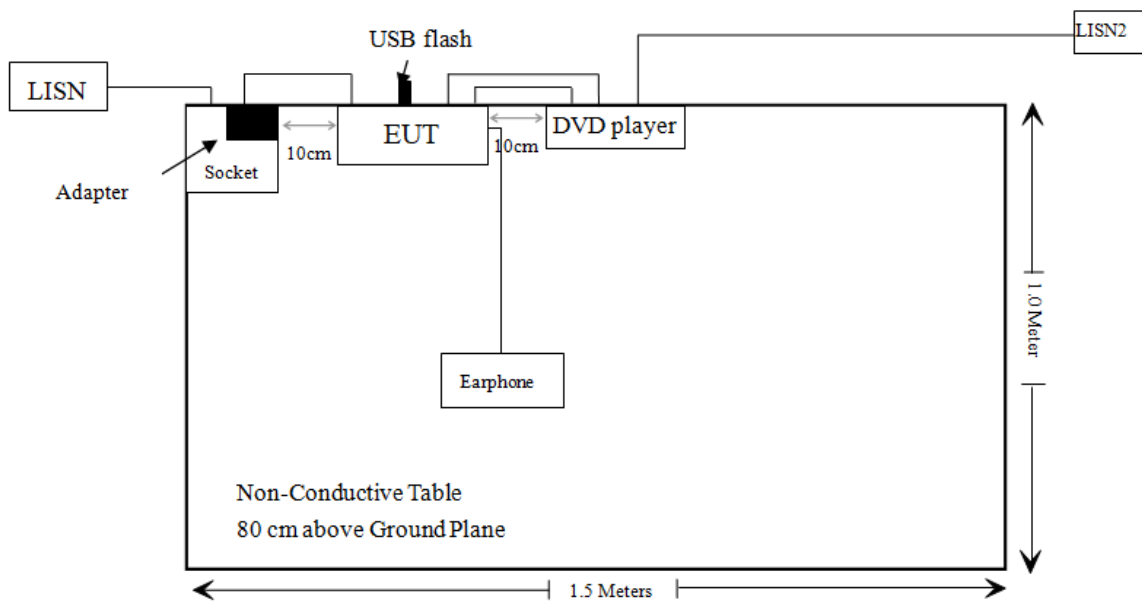 LISN2
USB flash
LISN
EUT
DVD player
10cm
10cm
Socket
Adapter
1.0 Meter
Earphone
Non-Conductive Table
80 cm above Ground Plane
1.5 Meters